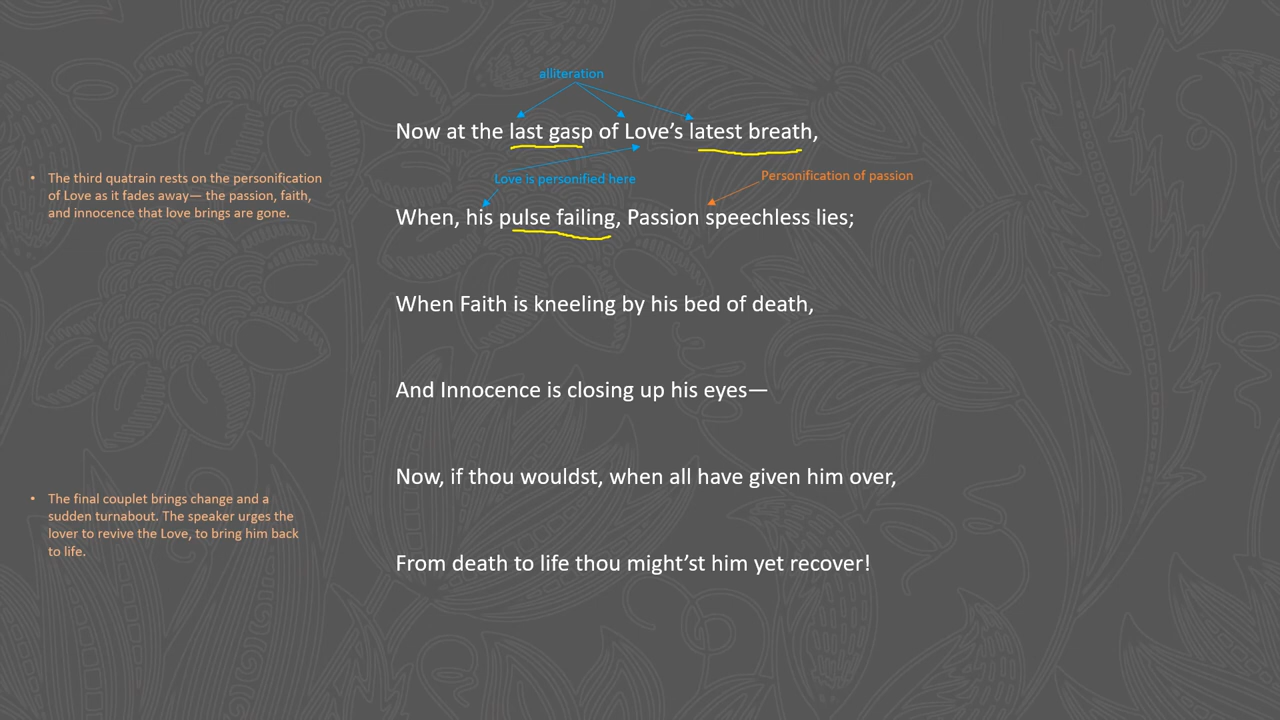 alliteration
Now at the last gasp of Love’s latest breath,
• The third quatrain rests on the personification
of Love as it fades away— the passion, faith,
and innocence that love brings are gone.
Love is personified here
Personification of passion
When, his pulse failing, Passion speechless lies;
When Faith is kneeling by his bed of death,
And Innocence is closing up his eyes—
Now, if thou wouldst, when all have given him over,
• The final couplet brings change and a
sudden turnabout. The speaker urges the
lover to revive the Love, to bring him back
to life.
From death to life thou might’st him yet recover!